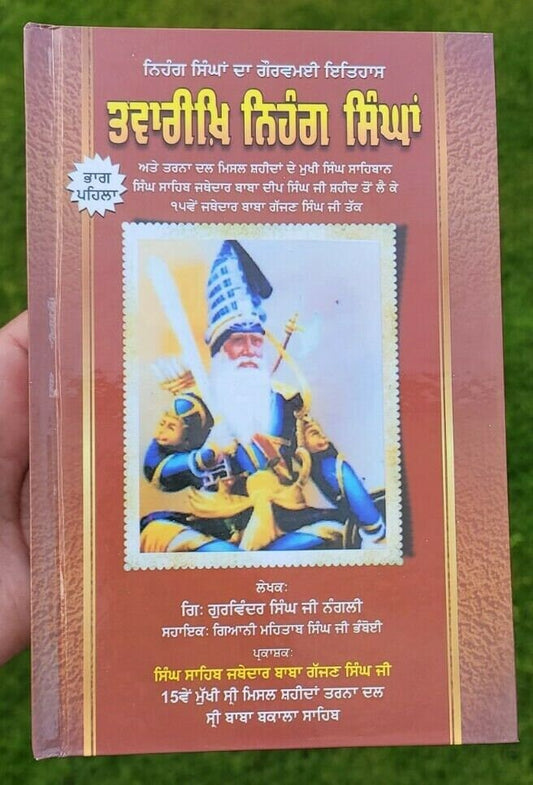 ਨਿਹੰਗ ਸਿੰਘਾਂ ਦਾ ਗੌਰਵਮਈ ਇਤਿਹਾਸ
ਤਵਾਰੀਖ਼ਿ ਨਿਹੰਗ ਸਿੰਘਾਂ
ਭਾਗ
ਪਹਿਲਾ
ਅਤੇ ਤਰਨਾ ਦਲ ਮਿਸਲ ਸ਼ਹੀਦਾਂ ਦੇ ਮੁਖੀ ਸਿੰਘ ਸਾਹਿਬਾਨ
ਸਿੰਘ ਸਾਹਿਬ ਜਥੇਦਾਰ ਬਾਬਾ ਦੀਪ ਸਿੰਘ ਜੀ ਸ਼ਹੀਦ ਤੋਂ ਲੈ ਕੇ
੧੫ਵੇਂ ਜਥੇਦਾਰ ਬਾਬਾ ਗੱਜਣ ਸਿੰਘ ਜੀ ਤੱਕ
ਲੇਖਕ:
ਗਿ: ਗੁਰਵਿੰਦਰ ਸਿੰਘ ਜੀ ਨੰਗਲੀ
ਸਹਾਇਕ: ਗਿਆਨੀ ਮਹਿਤਾਬ ਸਿੰਘ ਜੀ ਭੰਬੋਈ
ਪ੍ਰਕਾਸ਼ਕ:
ਸਿੰਘ ਸਾਹਿਬ ਜਥੇਦਾਰ ਬਾਬਾ ਗੱਜਣ ਸਿੰਘ ਜੀ
15ਵੇਂ ਮੁੱਖੀ ਸ੍ਰੀ ਮਿਸਲ ਸ਼ਹੀਦਾਂ ਤਰਨਾ ਦਲ
ਸ੍ਰੀ ਬਾਬਾ ਬਕਾਲਾ ਸਾਹਿਬ